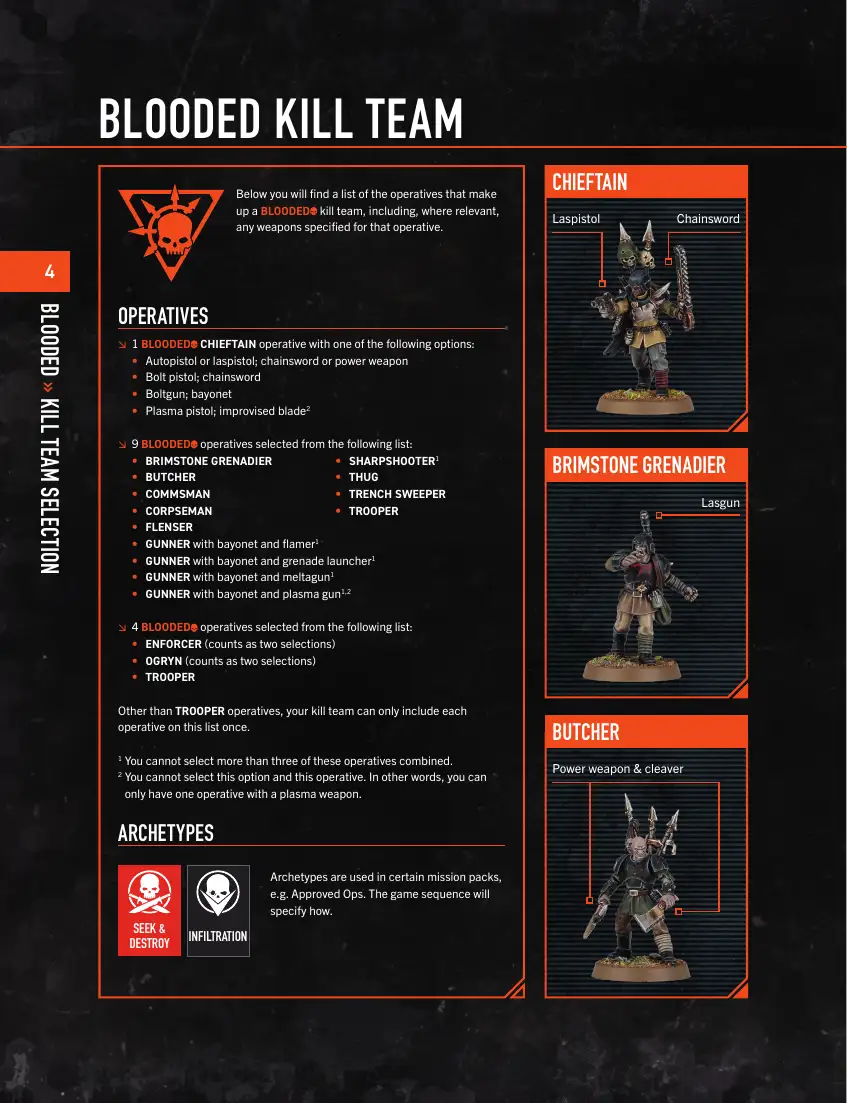 BLOODED KILL TEAM
4
BLOODED » KILL TEAM SELECTION
Below you will find a list of the operatives that make
up a BLOODED kill team, including, where relevant,
any weapons specified for that operative.
OPERATIVES
↘ 1 BLOODED CHIEFTAIN operative with one of the following options:
• Autopistol or laspistol; chainsword or power weapon
• Bolt pistol; chainsword
• Boltgun; bayonet
• Plasma pistol; improvised blade²
↘ 9 BLOODED operatives selected from the following list:
• BRIMSTONE GRENADIER
• BUTCHER
• COMMSMAN
• CORPSEMAN
• FLENSER
• GUNNER with bayonet and flamer¹
• GUNNER with bayonet and grenade launcher¹
• GUNNER with bayonet and meltagun¹
• GUNNER with bayonet and plasma gun¹,²
• SHARPSHOOTER¹
• THUG
• TRENCH SWEEPER
• TROOPER
↘ 4 BLOODED operatives selected from the following list:
• ENFORCER (counts as two selections)
• OGRYN (counts as two selections)
• TROOPER
Other than TROOPER operatives, your kill team can only include each
operative on this list once.
¹ You cannot select more than three of these operatives combined.
² You cannot select this option and this operative. In other words, you can
only have one operative with a plasma weapon.
ARCHETYPES
SEEK &
DESTROY
INFILTRATION
Archetypes are used in certain mission packs,
e.g. Approved Ops. The game sequence will
specify how.
CHIEFTAIN
Laspistol
Chainsword
BRIMSTONE GRENADIER
Lasgun
BUTCHER
Power weapon & cleaver